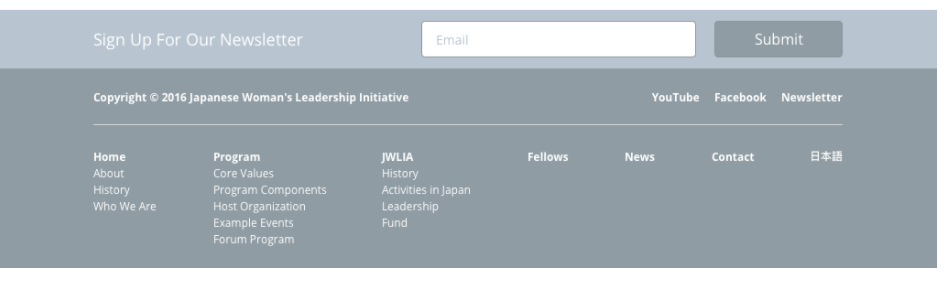 Sign Up For Our Newsletter
Email
Submit
Copyright © 2016 Japanese Woman's Leadership Initiative
YouTube Facebook Newsletter
Home
About
History
Who We Are
Program
Core Values
Program Components
Host Organization
Example Events
Forum Program
JWLIA
History
Activities in Japan
Leadership
Fund
Fellows
News
Contact
日本語